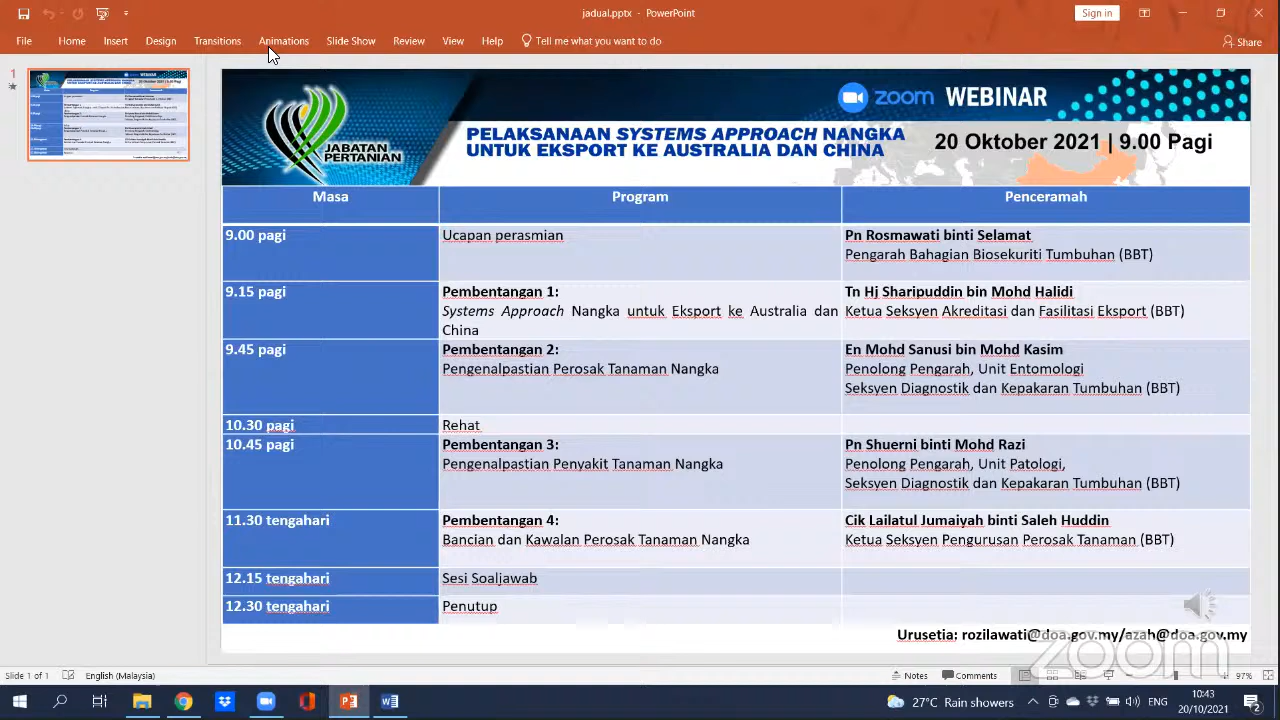 jadual.pptx - PowerPoint
Sign in
File Home Insert Design Transitions Animations Slide Show Review View Help Tell me what you want to do Share
1
zoom WEBINAR
JABATAN PERTANIAN
PELAKSANAAN SYSTEMS APPROACH NANGKA
UNTUK EKSPORT KE AUSTRALIA DAN CHINA
20 Oktober 2021 | 9.00 Pagi
Masa Program Penceramah
9.00 pagi Ucapan perasmian Pn Rosmawati binti Selamat
Pengarah Bahagian Biosekuriti Tumbuhan (BBT)
9.15 pagi Pembentangan 1: Tn Hj Sharipuddin bin Mohd Halidi
Systems Approach Nangka untuk Eksport ke Australia dan Ketua Seksyen Akreditasi dan Fasilitasi Eksport (BBT)
China
9.45 pagi Pembentangan 2: En Mohd Sanusi bin Mohd Kasim
Pengenalpastian Perosak Tanaman Nangka Penolong Pengarah, Unit Entomologi
Seksyen Diagnostik dan Kepakaran Tumbuhan (BBT)
10.30 pagi Rehat
10.45 pagi Pembentangan 3: Pn Shuerni binti Mohd Razi
Pengenalpastian Penyakit Tanaman Nangka Penolong Pengarah, Unit Patologi,
Seksyen Diagnostik dan Kepakaran Tumbuhan (BBT)
11.30 tengahari Pembentangan 4: Cik Lailatul Jumaiyah binti Saleh Huddin
Bancian dan Kawalan Perosak Tanaman Nangka Ketua Seksyen Pengurusan Perosak Tanaman (BBT)
12.15 tengahari Sesi Soaljawab
12.30 tengahari Penutup
Urusetia: rozilawati@doa.gov.my/azah@doa.gov.my
zoom
Slide 1 of 1 English (Malaysia) Notes Comments 97%
27°C Rain showers ENG 10:43
20/10/2021
2